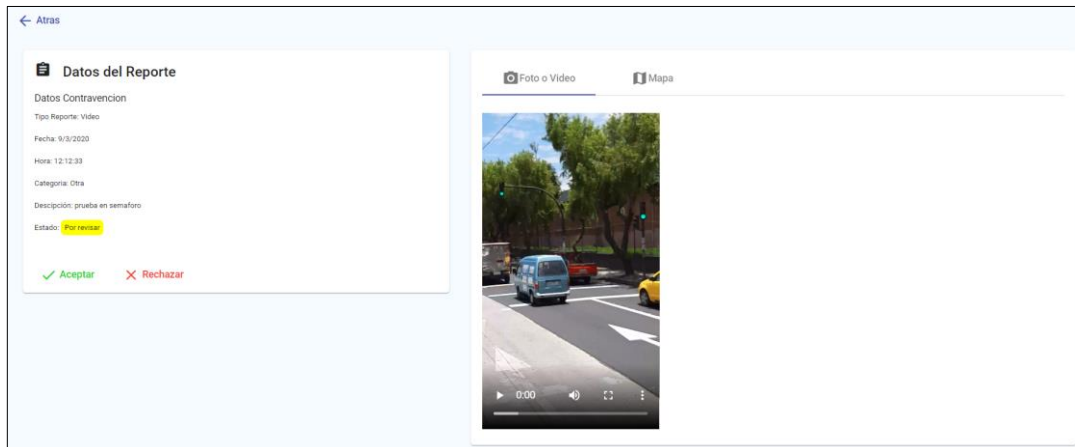 Atras
Datos del Reporte
Datos Contravencion
Tipo Reporte: Video
Fecha: 9/3/2020
Hora: 12:12:33
Categoria: Otra
Descipción: prueba en semaforo
Estado: Por revisar
Aceptar Rechazar
Foto o Video Mapa
0:00